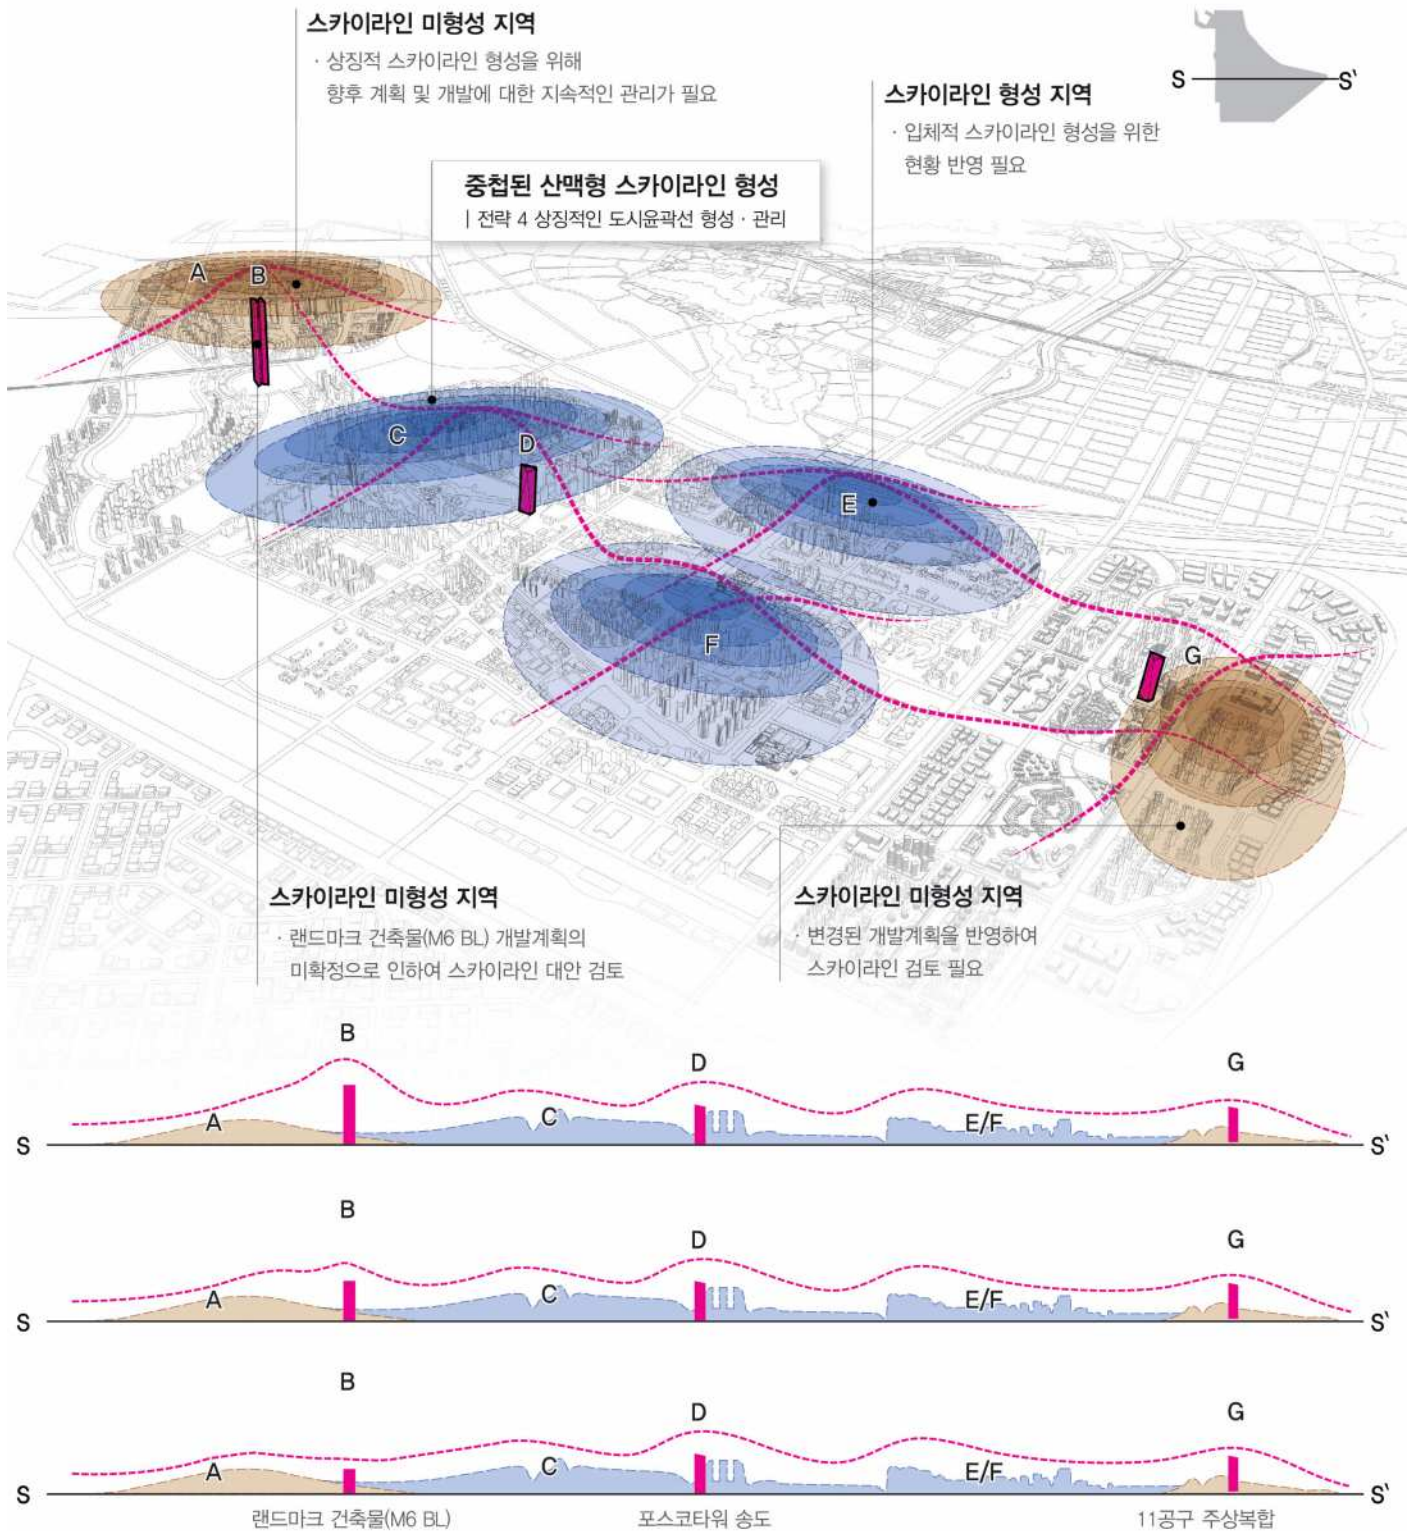 스카이라인 미형성 지역
· 상징적 스카이라인 형성을 위해
향후 계획 및 개발에 대한 지속적인 관리가 필요
스카이라인 형성 지역
· 입체적 스카이라인 형성을 위한
현황 반영 필요
S
S'
중첩된 산맥형 스카이라인 형성
| 전략 4 상징적인 도시윤곽선 형성 · 관리
A
B
C
D
E
F
G
스카이라인 미형성 지역
· 랜드마크 건축물(M6 BL) 개발계획의
미확정으로 인하여 스카이라인 대안 검토
스카이라인 미형성 지역
· 변경된 개발계획을 반영하여
스카이라인 검토 필요
B
D
G
A
C
E/F
S
S'
B
D
G
A
C
E/F
S
S'
B
D
G
A
C
E/F
S
S'
랜드마크 건축물(M6 BL)
포스코타워 송도
11공구 주상복합